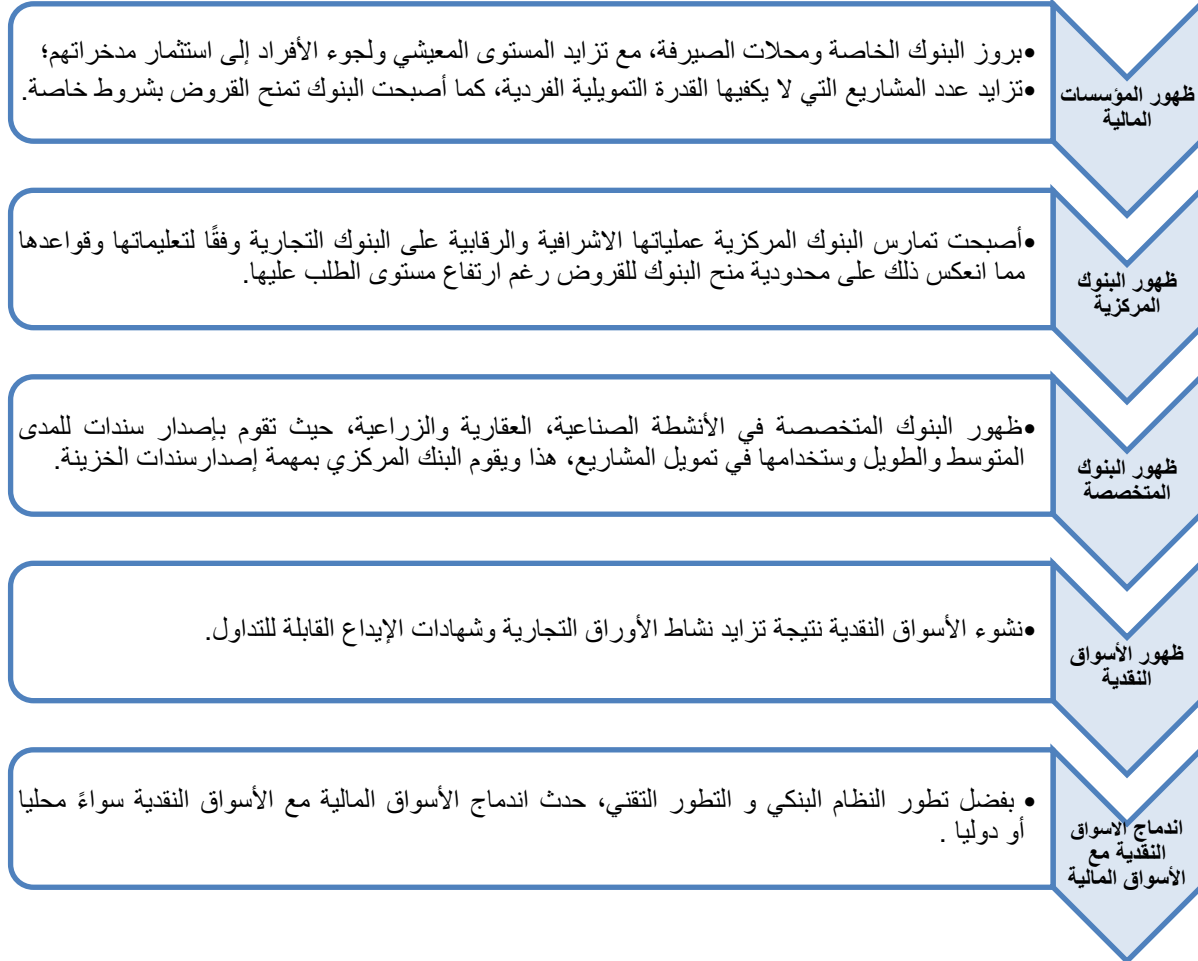 ظهور المؤسسات
المالية
•بروز البنوك الخاصة ومحلات الصيرفة، مع تزايد المستوى المعيشي ولجوء الأفراد إلى استثمار مدخراتهم؛
•تزايد عدد المشاريع التي لا يكفيها القدرة التمويلية الفردية، كما أصبحت البنوك تمنح القروض بشروط خاصة.
ظهور البنوك
المركزية
•أصبحت تمارس البنوك المركزية عملياتها الاشرافية والرقابية على البنوك التجارية وفقًا لتعليماتها وقواعدها
مما انعكس ذلك على محدودية منح البنوك للقروض رغم ارتفاع مستوى الطلب عليها.
ظهور البنوك
المتخصصة
•ظهور البنوك المتخصصة في الأنشطة الصناعية، العقارية والزراعية، حيث تقوم بإصدار سندات للمدى
المتوسط والطويل وستخدامها في تمويل المشاريع، هذا ويقوم البنك المركزي بمهمة إصدارسندات الخزينة.
ظهور الأسواق
النقدية
•نشوء الأسواق النقدية نتيجة تزايد نشاط الأوراق التجارية وشهادات الإيداع القابلة للتداول.
اندماج الاسواق
النقدية مع
الأسواق المالية
• بفضل تطور النظام البنكي و التطور التقني، حدث اندماج الأسواق المالية مع الأسواق النقدية سواءً محليا
أو دوليا .